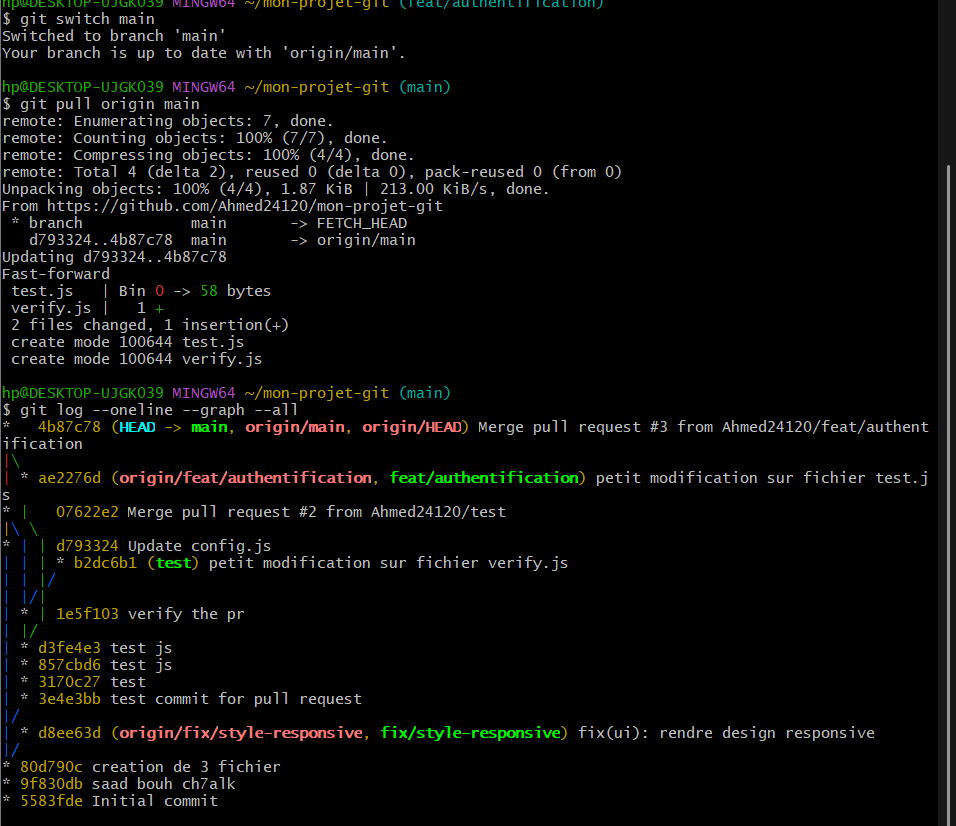 hp@DESKTOP-UJGKO39 MINGW64 ~/mon-projet-git (feat/authentification)
$ git switch main
Switched to branch 'main'
Your branch is up to date with 'origin/main'.
hp@DESKTOP-UJGKO39 MINGW64 ~/mon-projet-git (main)
$ git pull origin main
remote: Enumerating objects: 7, done.
remote: Counting objects: 100% (7/7), done.
remote: Compressing objects: 100% (4/4), done.
remote: Total 4 (delta 2), reused 0 (delta 0), pack-reused 0 (from 0)
Unpacking objects: 100% (4/4), 1.87 KiB | 213.00 KiB/s, done.
From https://github.com/Ahmed24120/mon-projet-git
 * branch            main       -> FETCH_HEAD
   d793324..4b87c78  main       -> origin/main
Updating d793324..4b87c78
Fast-forward
 test.js   | Bin 0 -> 58 bytes
 verify.js |   1 +
 2 files changed, 1 insertion(+)
 create mode 100644 test.js
 create mode 100644 verify.js
hp@DESKTOP-UJGKO39 MINGW64 ~/mon-projet-git (main)
$ git log --oneline --graph --all
*   4b87c78 (HEAD -> main, origin/main, origin/HEAD) Merge pull request #3 from Ahmed24120/feat/authent
ification
|\
| * ae2276d (origin/feat/authentification, feat/authentification) petit modification sur fichier test.j
s
* |   07622e2 Merge pull request #2 from Ahmed24120/test
|\ \
* | | d793324 Update config.js
| | | * b2dc6b1 (test) petit modification sur fichier verify.js
| | |/
| |/|
| * | 1e5f103 verify the pr
| |/
| * d3fe4e3 test js
| * 857cbd6 test js
| * 3170c27 test
| * 3e4e3bb test commit for pull request
|/
| * d8ee63d (origin/fix/style-responsive, fix/style-responsive) fix(ui): rendre design responsive
|/
* 80d790c creation de 3 fichier
* 9f830db saad bouh ch7alk
* 5583fde Initial commit